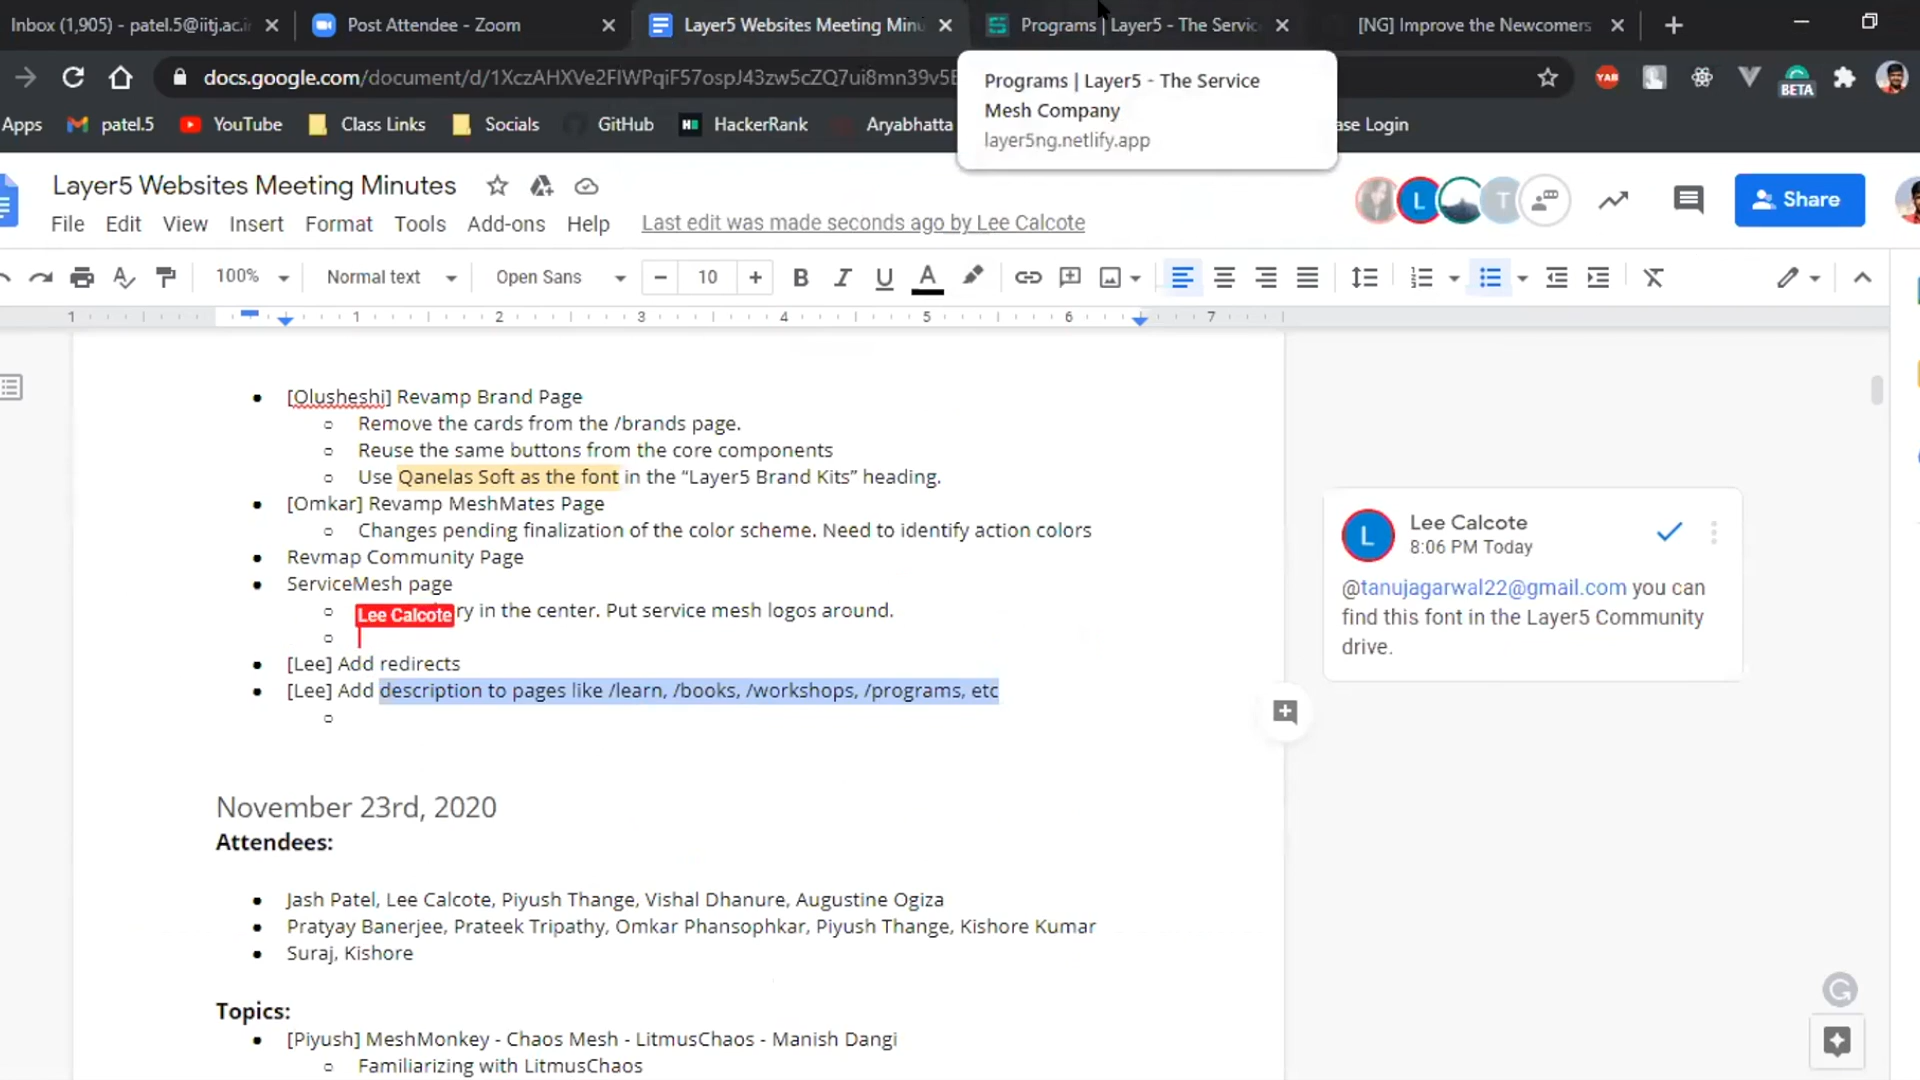 Inbox (1,905) - patel.5@iitj.ac.i
Post Attendee - Zoom
Layer5 Websites Meeting Min
Programs | Layer5 - The Servic
[NG] Improve the Newcomers
docs.google.com/document/d/1XczAHXVe2FIWPqiF57ospJ43zw5cZQ7ui8mn39v5E
BETA
Programs | Layer5 - The Service
Mesh Company
layer5ng.netlify.app
Apps
patel.5
YouTube
Class Links
Socials
GitHub
HackerRank
Aryabhatta
ase Login
Layer5 Websites Meeting Minutes
Share
File Edit View Insert Format Tools Add-ons Help Last edit was made seconds ago by Lee Calcote
100% Normal text Open Sans 10
1 1 2 3 4 5 6 7
[Olusheshi] Revamp Brand Page
Remove the cards from the /brands page.
Reuse the same buttons from the core components
Use Qanelas Soft as the font in the “Layer5 Brand Kits” heading.
[Omkar] Revamp MeshMates Page
Changes pending finalization of the color scheme. Need to identify action colors
Revmap Community Page
ServiceMesh page
Lee Calcote
ry in the center. Put service mesh logos around.
[Lee] Add redirects
[Lee] Add description to pages like /learn, /books, /workshops, /programs, etc
November 23rd, 2020
Attendees:
Jash Patel, Lee Calcote, Piyush Thange, Vishal Dhanure, Augustine Ogiza
Pratyay Banerjee, Prateek Tripathy, Omkar Phansophkar, Piyush Thange, Kishore Kumar
Suraj, Kishore
Topics:
[Piyush] MeshMonkey - Chaos Mesh - LitmusChaos - Manish Dangi
Familiarizing with LitmusChaos
L
Lee Calcote
8:06 PM Today
@tanujagarwal22@gmail.com you can
find this font in the Layer5 Community
drive.